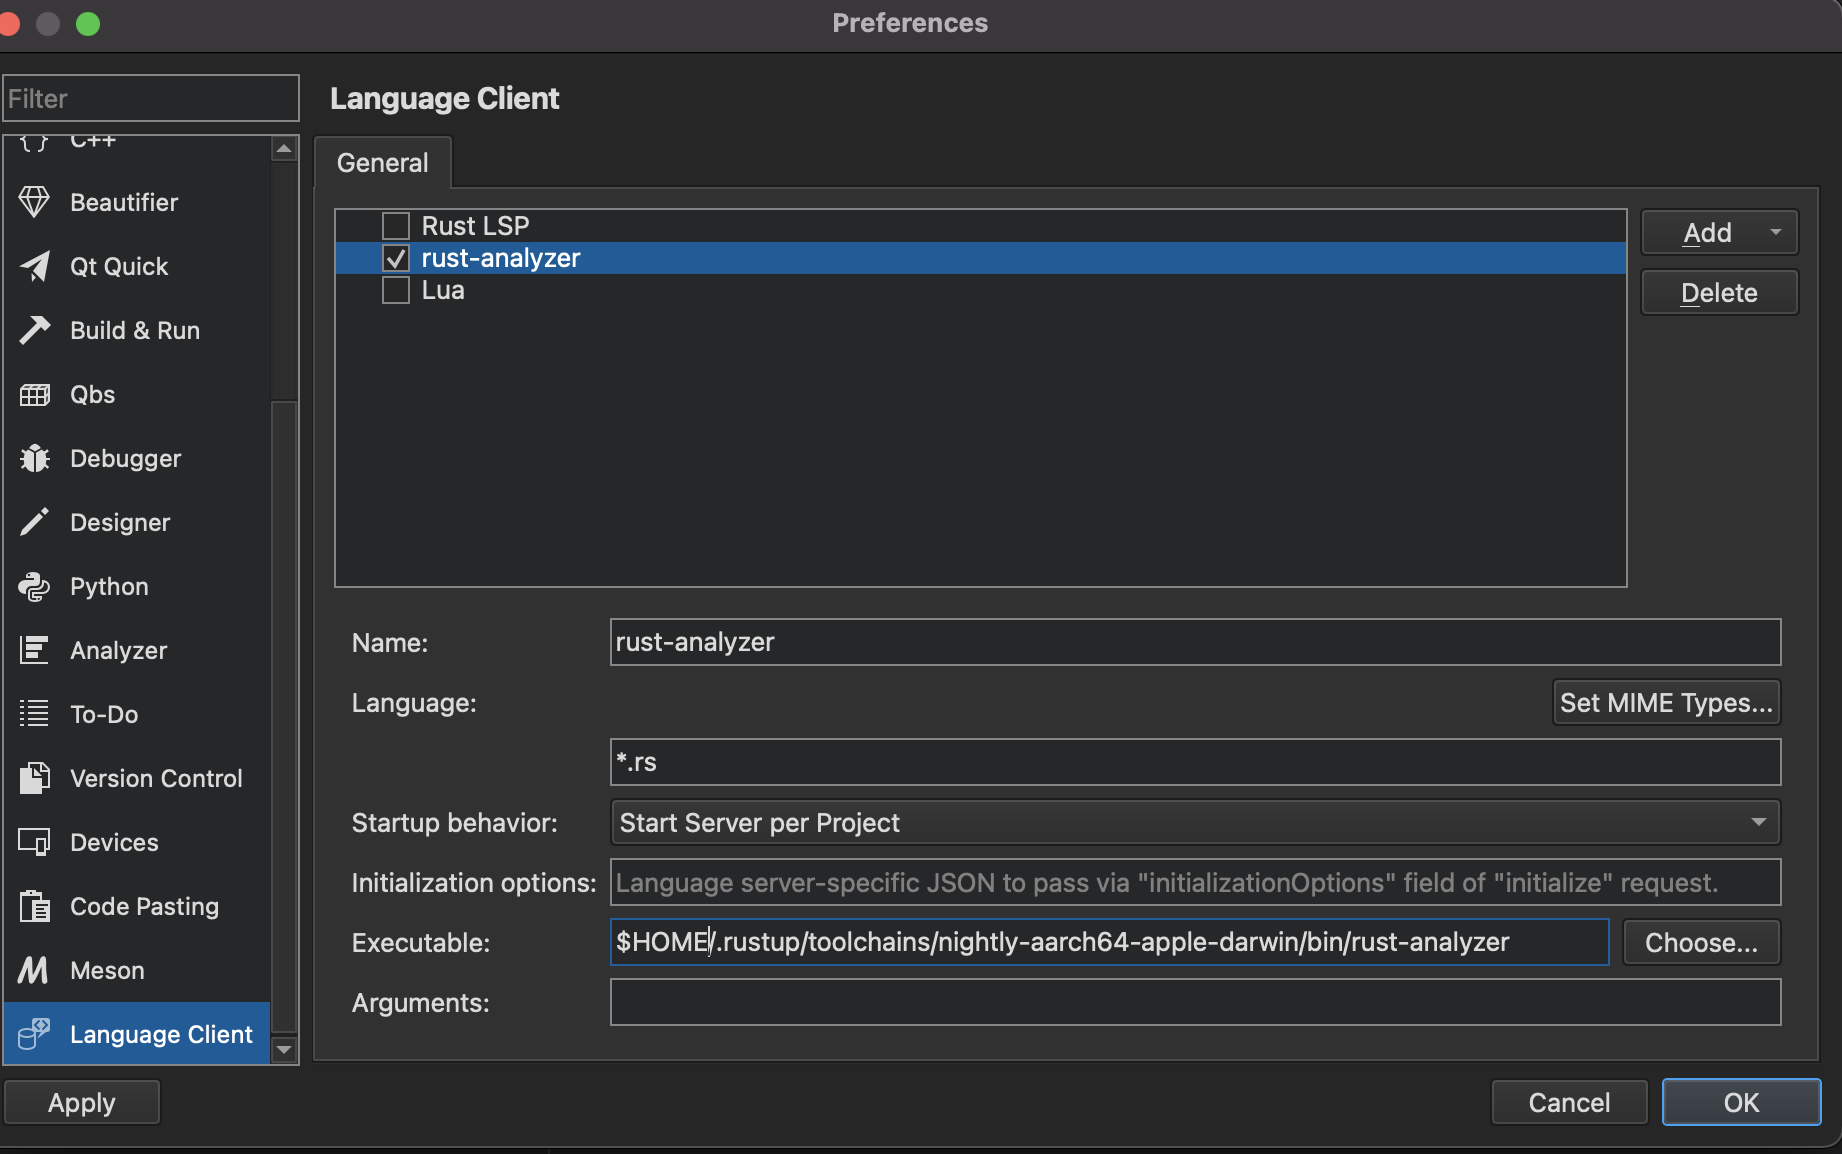 Preferences
Filter
C++
Beautifier
Qt Quick
Build & Run
Qbs
Debugger
Designer
Python
Analyzer
To-Do
Version Control
Devices
Code Pasting
Meson
Language Client
Language Client
General
Rust LSP
rust-analyzer
Lua
Add
Delete
Name:
rust-analyzer
Language:
Set MIME Types...
*.rs
Startup behavior:
Start Server per Project
Initialization options:
Language server-specific JSON to pass via "initializationOptions" field of "initialize" request.
Executable:
$HOME/.rustup/toolchains/nightly-aarch64-apple-darwin/bin/rust-analyzer
Choose...
Arguments:
Apply
Cancel
OK